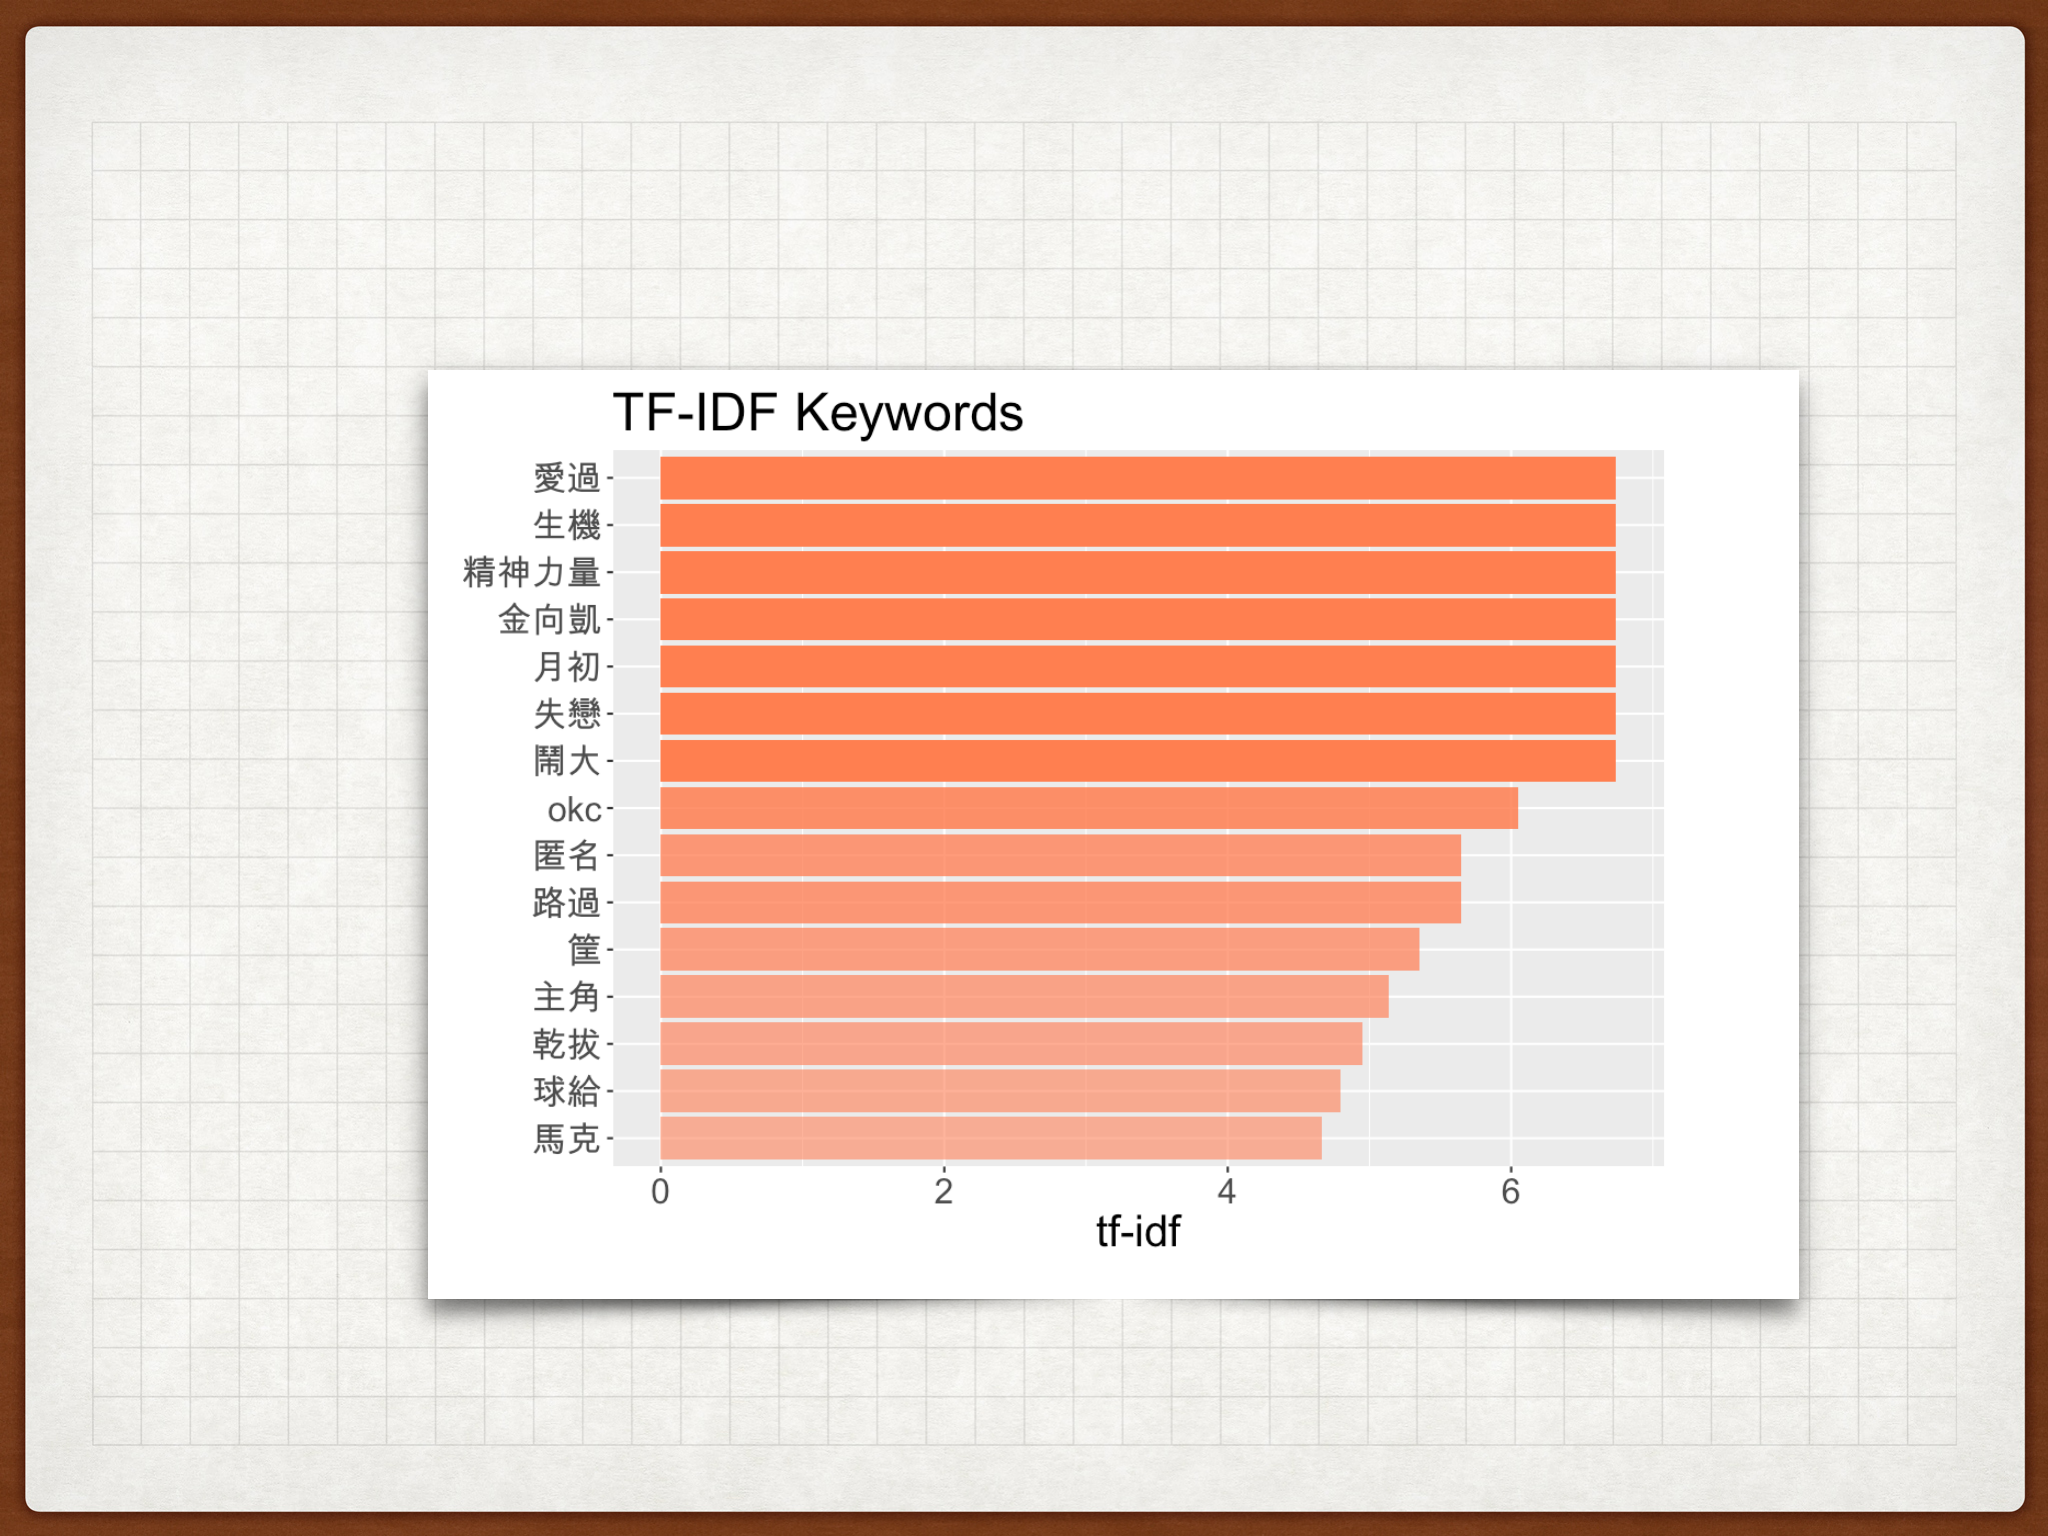 TF-IDF Keywords
愛過
生機
精神力量
金向凱
月初
失戀
鬧大
okc
匿名
路過
筐
主角
乾拔
球給
馬克
0 2 4 6
tf-idf